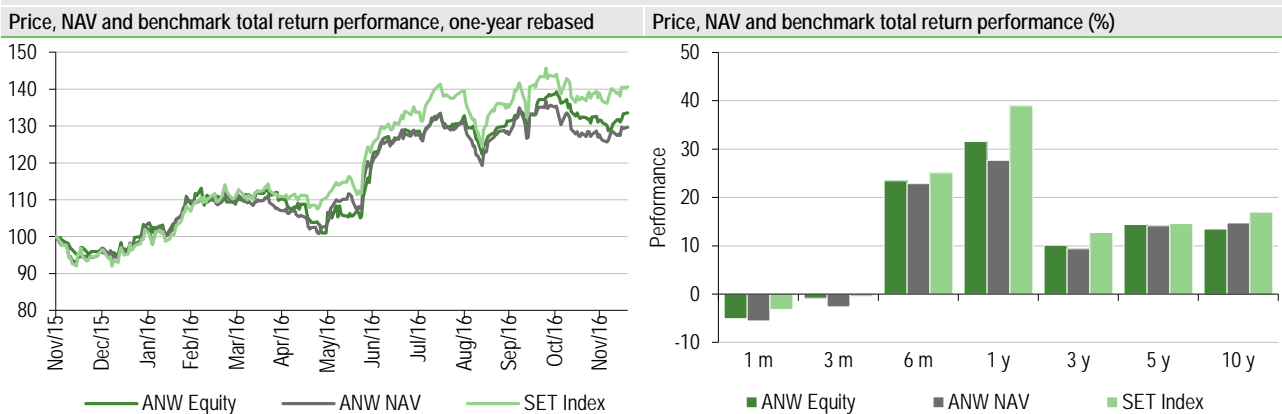 Price, NAV and benchmark total return performance, one-year rebased
150
140
130
120
110
100
90
80
Nov/15
Dec/15
Jan/16
Feb/16
Mar/16
Apr/16
May/16
Jun/16
Jul/16
Aug/16
Sep/16
Oct/16
Nov/16
ANW Equity
ANW NAV
SET Index
Price, NAV and benchmark total return performance (%)
50
40
30
20
10
0
-10
Performance
1 m
3 m
6 m
1 y
3 y
5 y
10 y
ANW Equity
ANW NAV
SET Index